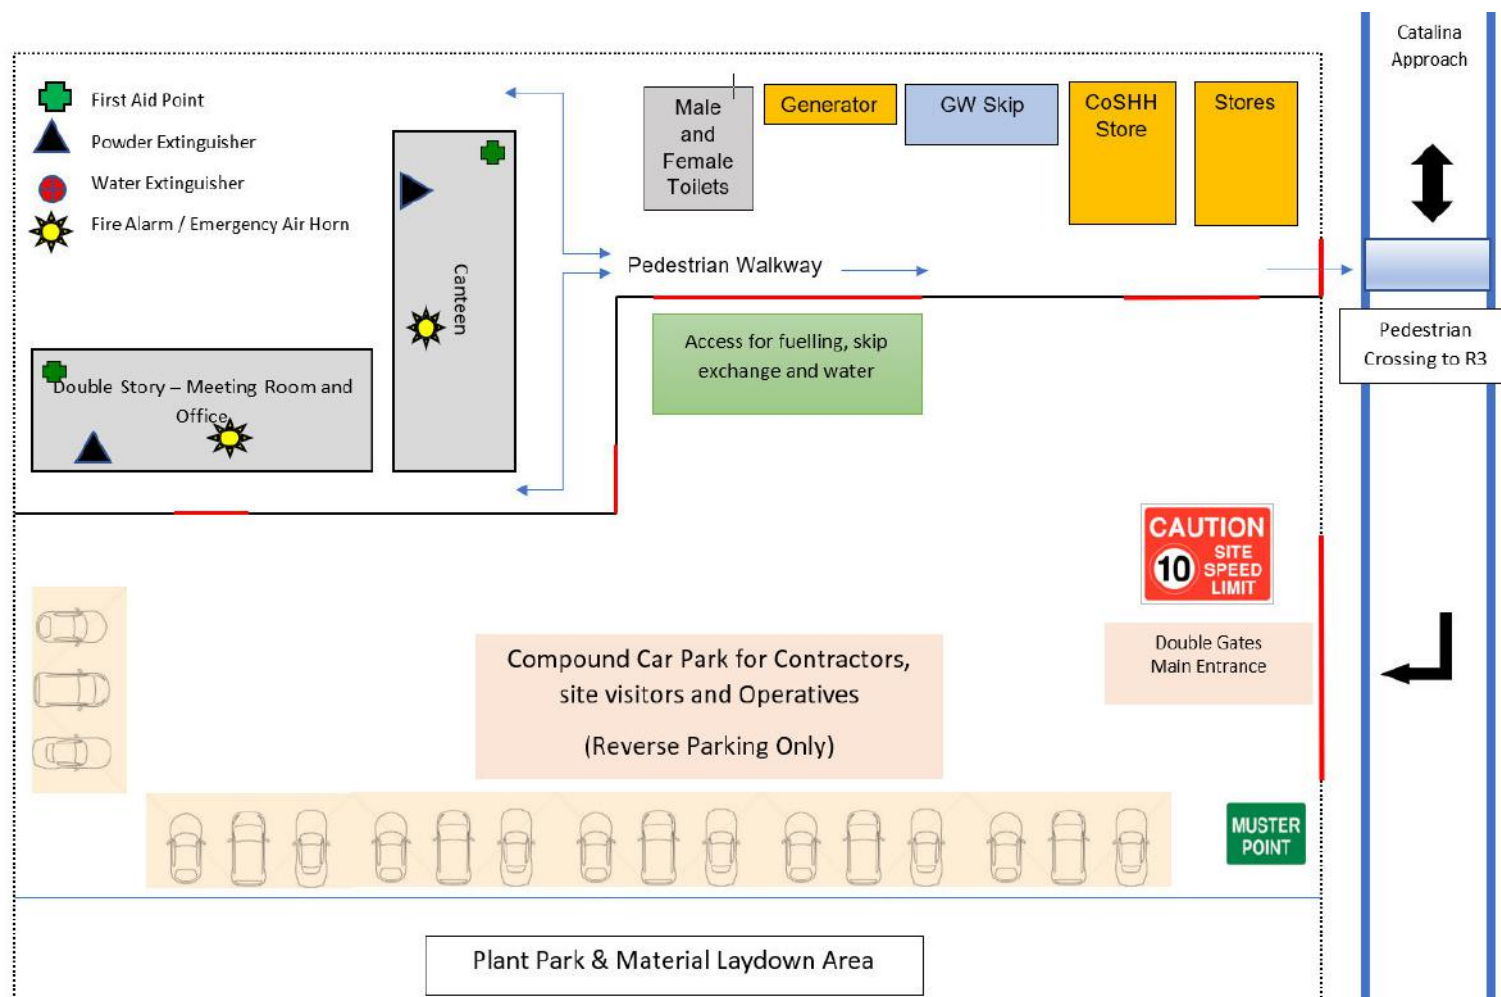 Catalina
Approach
First Aid Point
Powder Extinguisher
Water Extinguisher
Fire Alarm / Emergency Air Horn
Male
and
Female
Toilets
Generator
GW Skip
CoSHH
Store
Stores
Canteen
Pedestrian Walkway
Pedestrian
Crossing to R3
Access for fuelling, skip
exchange and water
Double Story – Meeting Room and
Office
CAUTION
10
SITE
SPEED
LIMIT
Double Gates
Main Entrance
Compound Car Park for Contractors,
site visitors and Operatives
(Reverse Parking Only)
MUSTER
POINT
Plant Park & Material Laydown Area